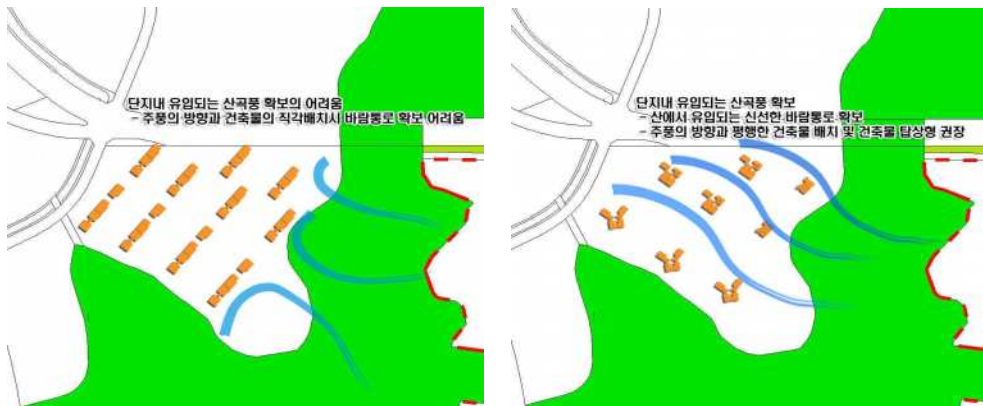 단지내 유입되는 산곡풍 확보의 어려움
- 주풍의 방향과 건축물의 직각배치시 바람통로 확보 어려움
단지내 유입되는 산곡풍 확보
- 산에서 유입되는 신선한 바람통로 확보
- 주풍의 방향과 평행한 건축물 배치 및 건축물 탑상형 권장